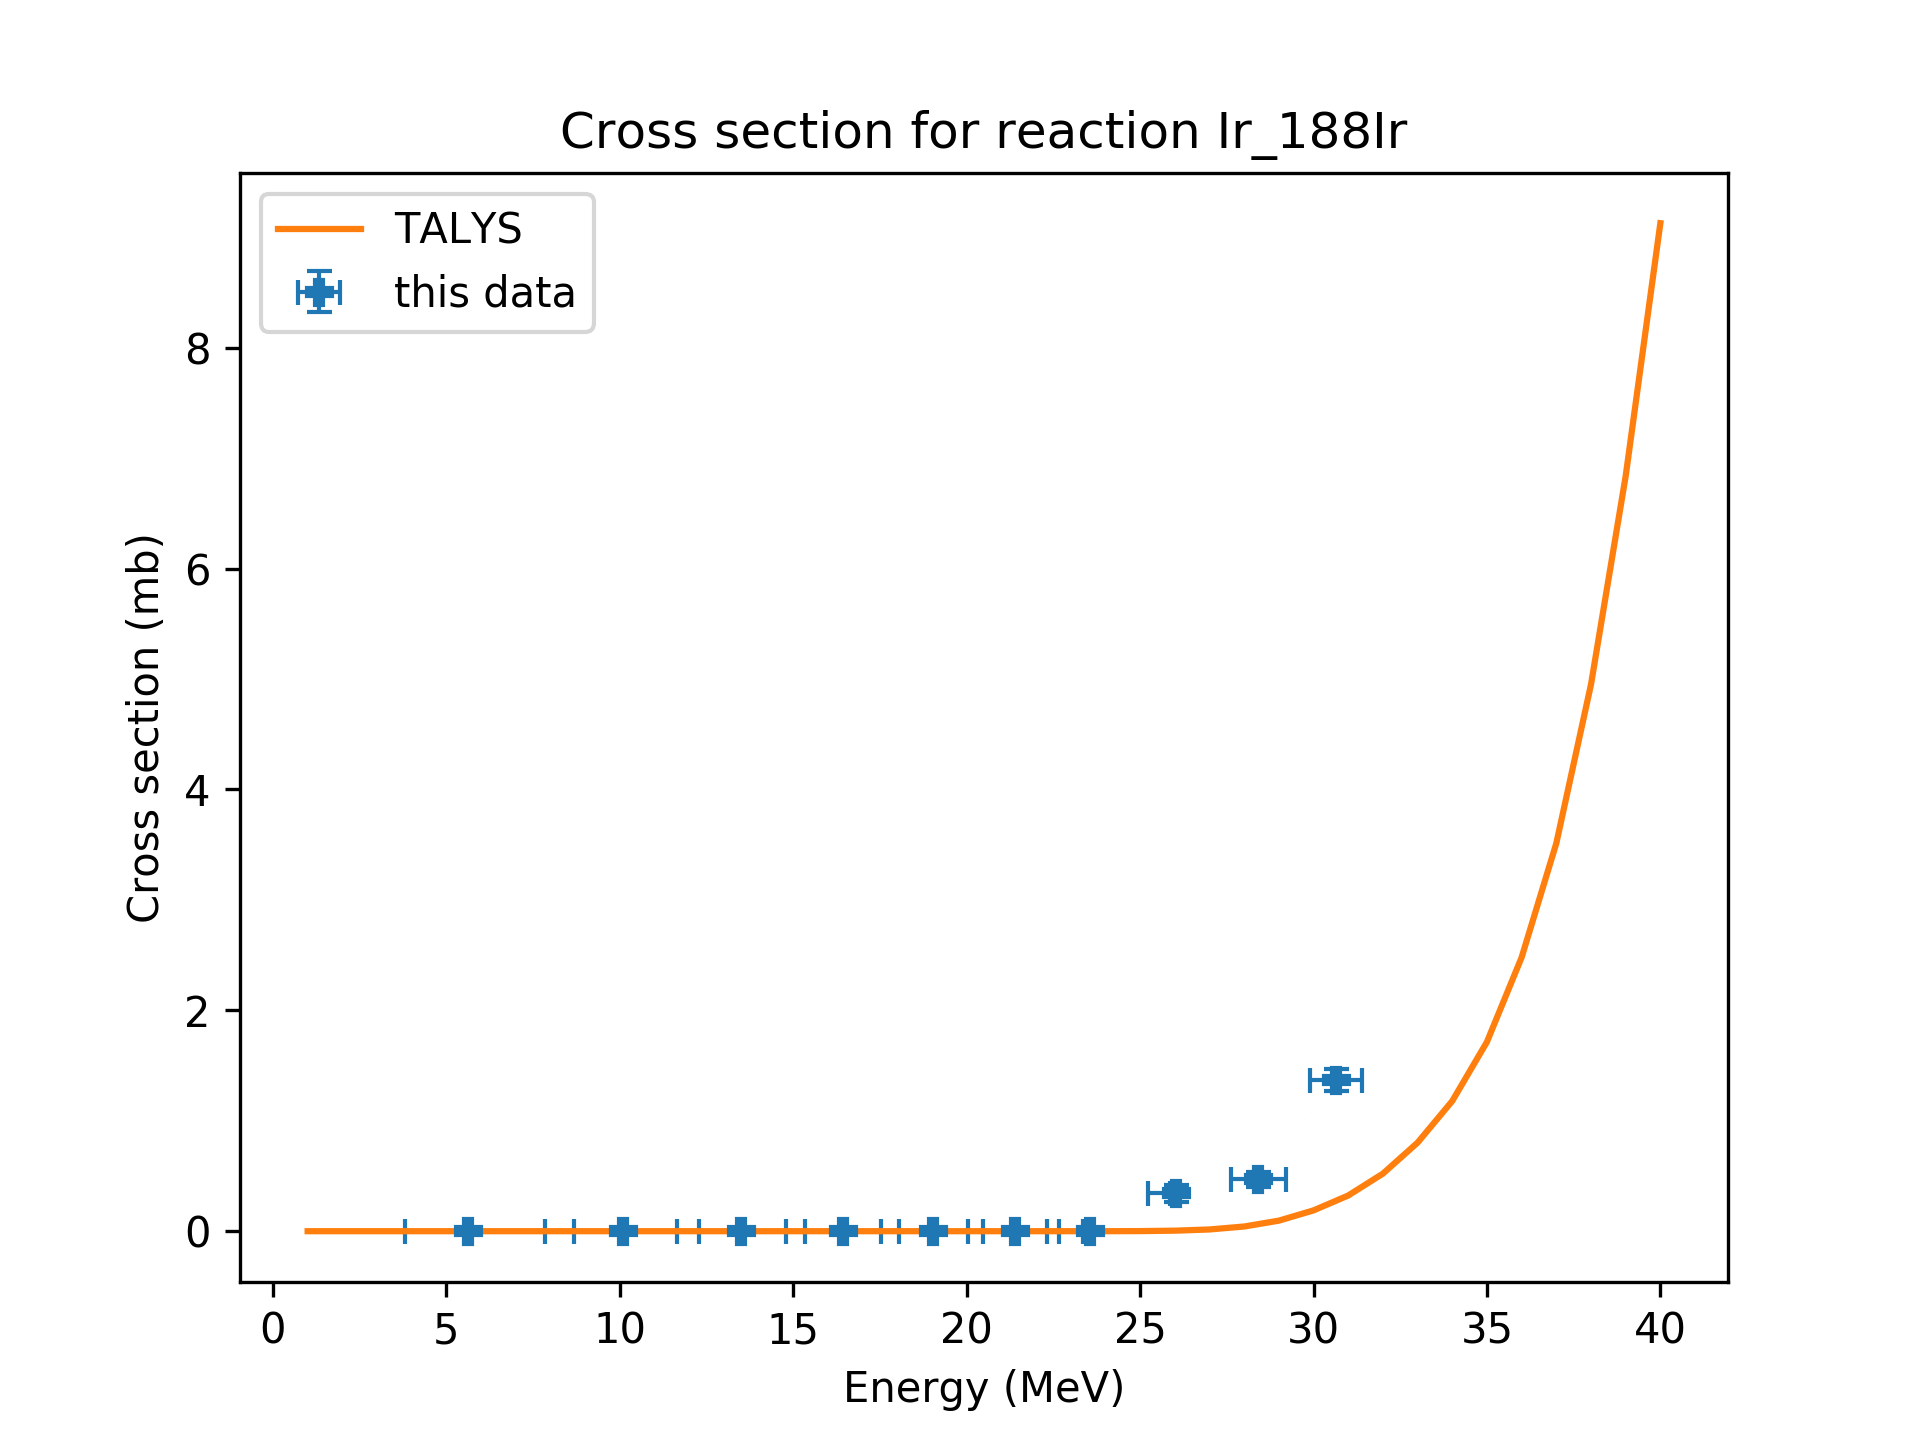 Cross section for reaction Ir_188Ir
TALYS
this data
Cross section (mb)
8
6
4
2
0
0 5 10 15 20 25 30 35 40
Energy (MeV)